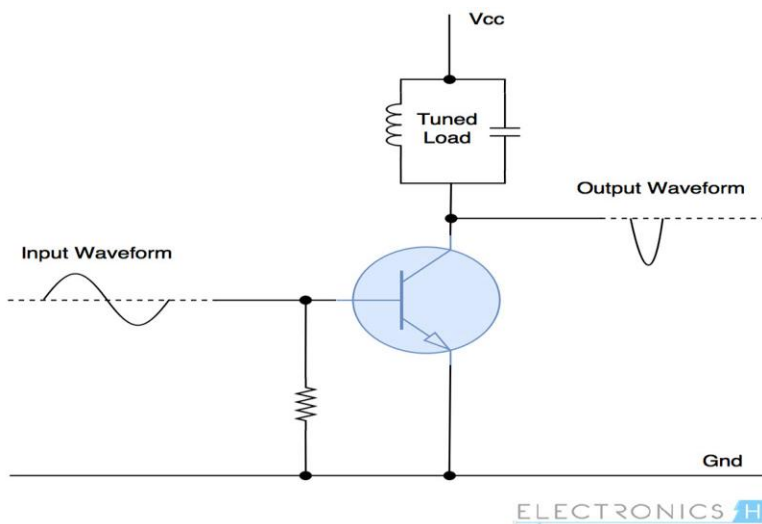 Vcc
Tuned
Load
Output Waveform
Input Waveform
Gnd
ELECTRONICS H